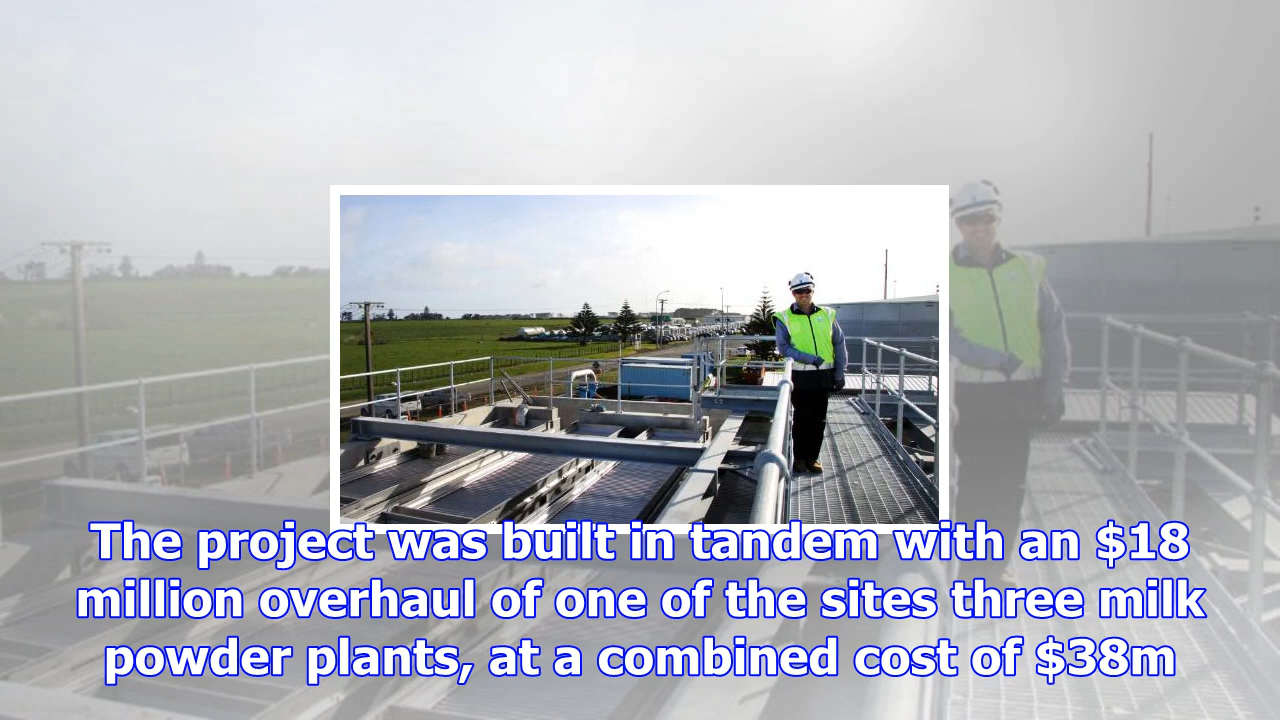 The project was built in tandem with an $18
million overhaul of one of the sites three milk
powder plants, at a combined cost of $38m